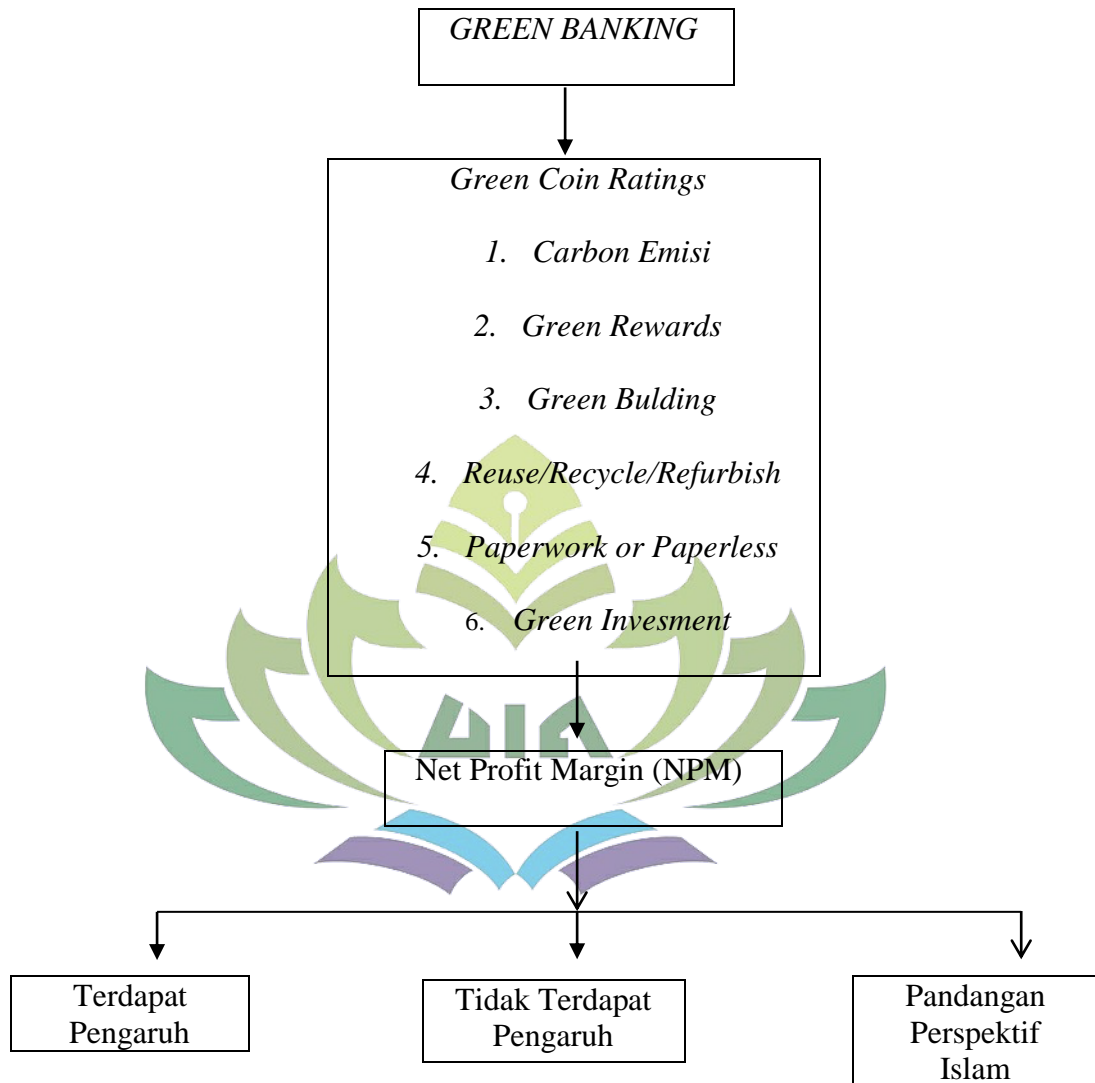 GREEN BANKING
Green Coin Ratings
1. Carbon Emisi
2. Green Rewards
3. Green Bulding
4. Reuse/Recycle/Refurbish
5. Paperwork or Paperless
6. Green Invesment
UIA
Net Profit Margin (NPM)
Terdapat
Pengaruh
Tidak Terdapat
Pengaruh
Pandangan
Perspektif
Islam